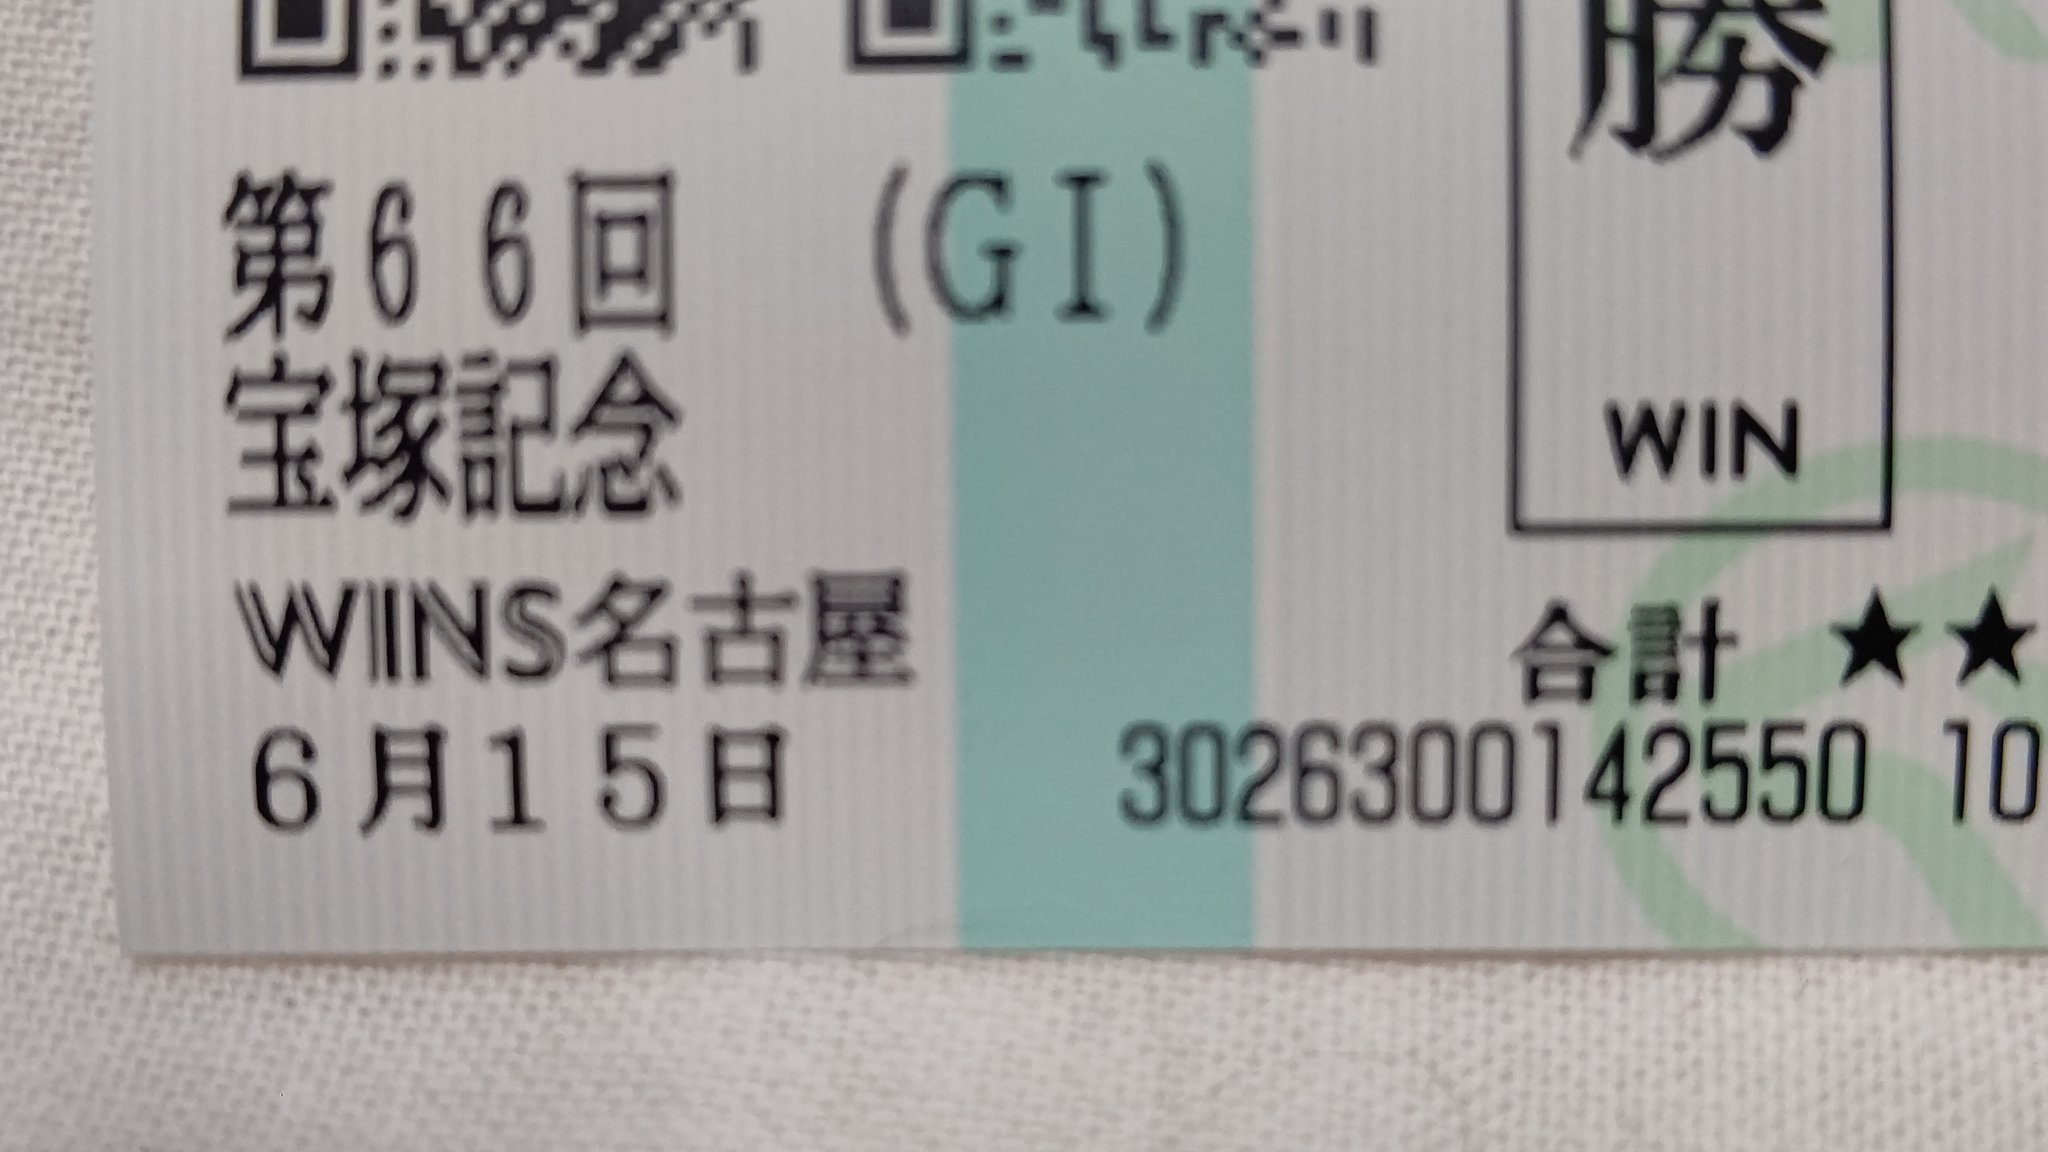 第66回 (GI)
宝塚記念
WINS名古屋
6月15日
勝
WIN
合計 ★★
3026300142550 10